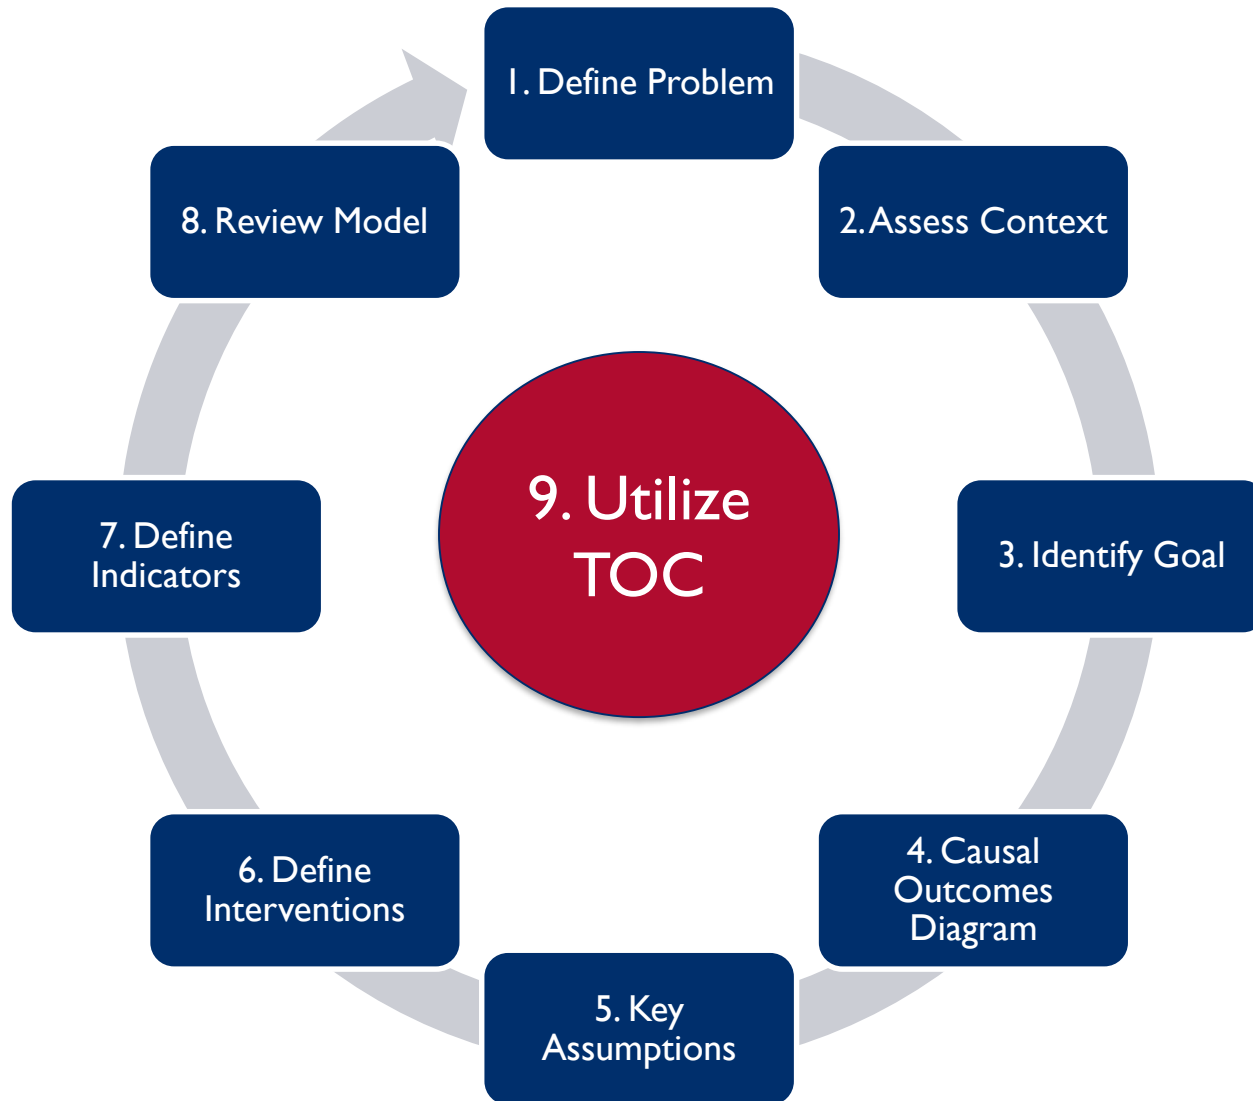 1. Define Problem
2. Assess Context
3. Identify Goal
4. Causal
Outcomes
Diagram
5. Key
Assumptions
6. Define
Interventions
7. Define
Indicators
8. Review Model
9. Utilize
TOC